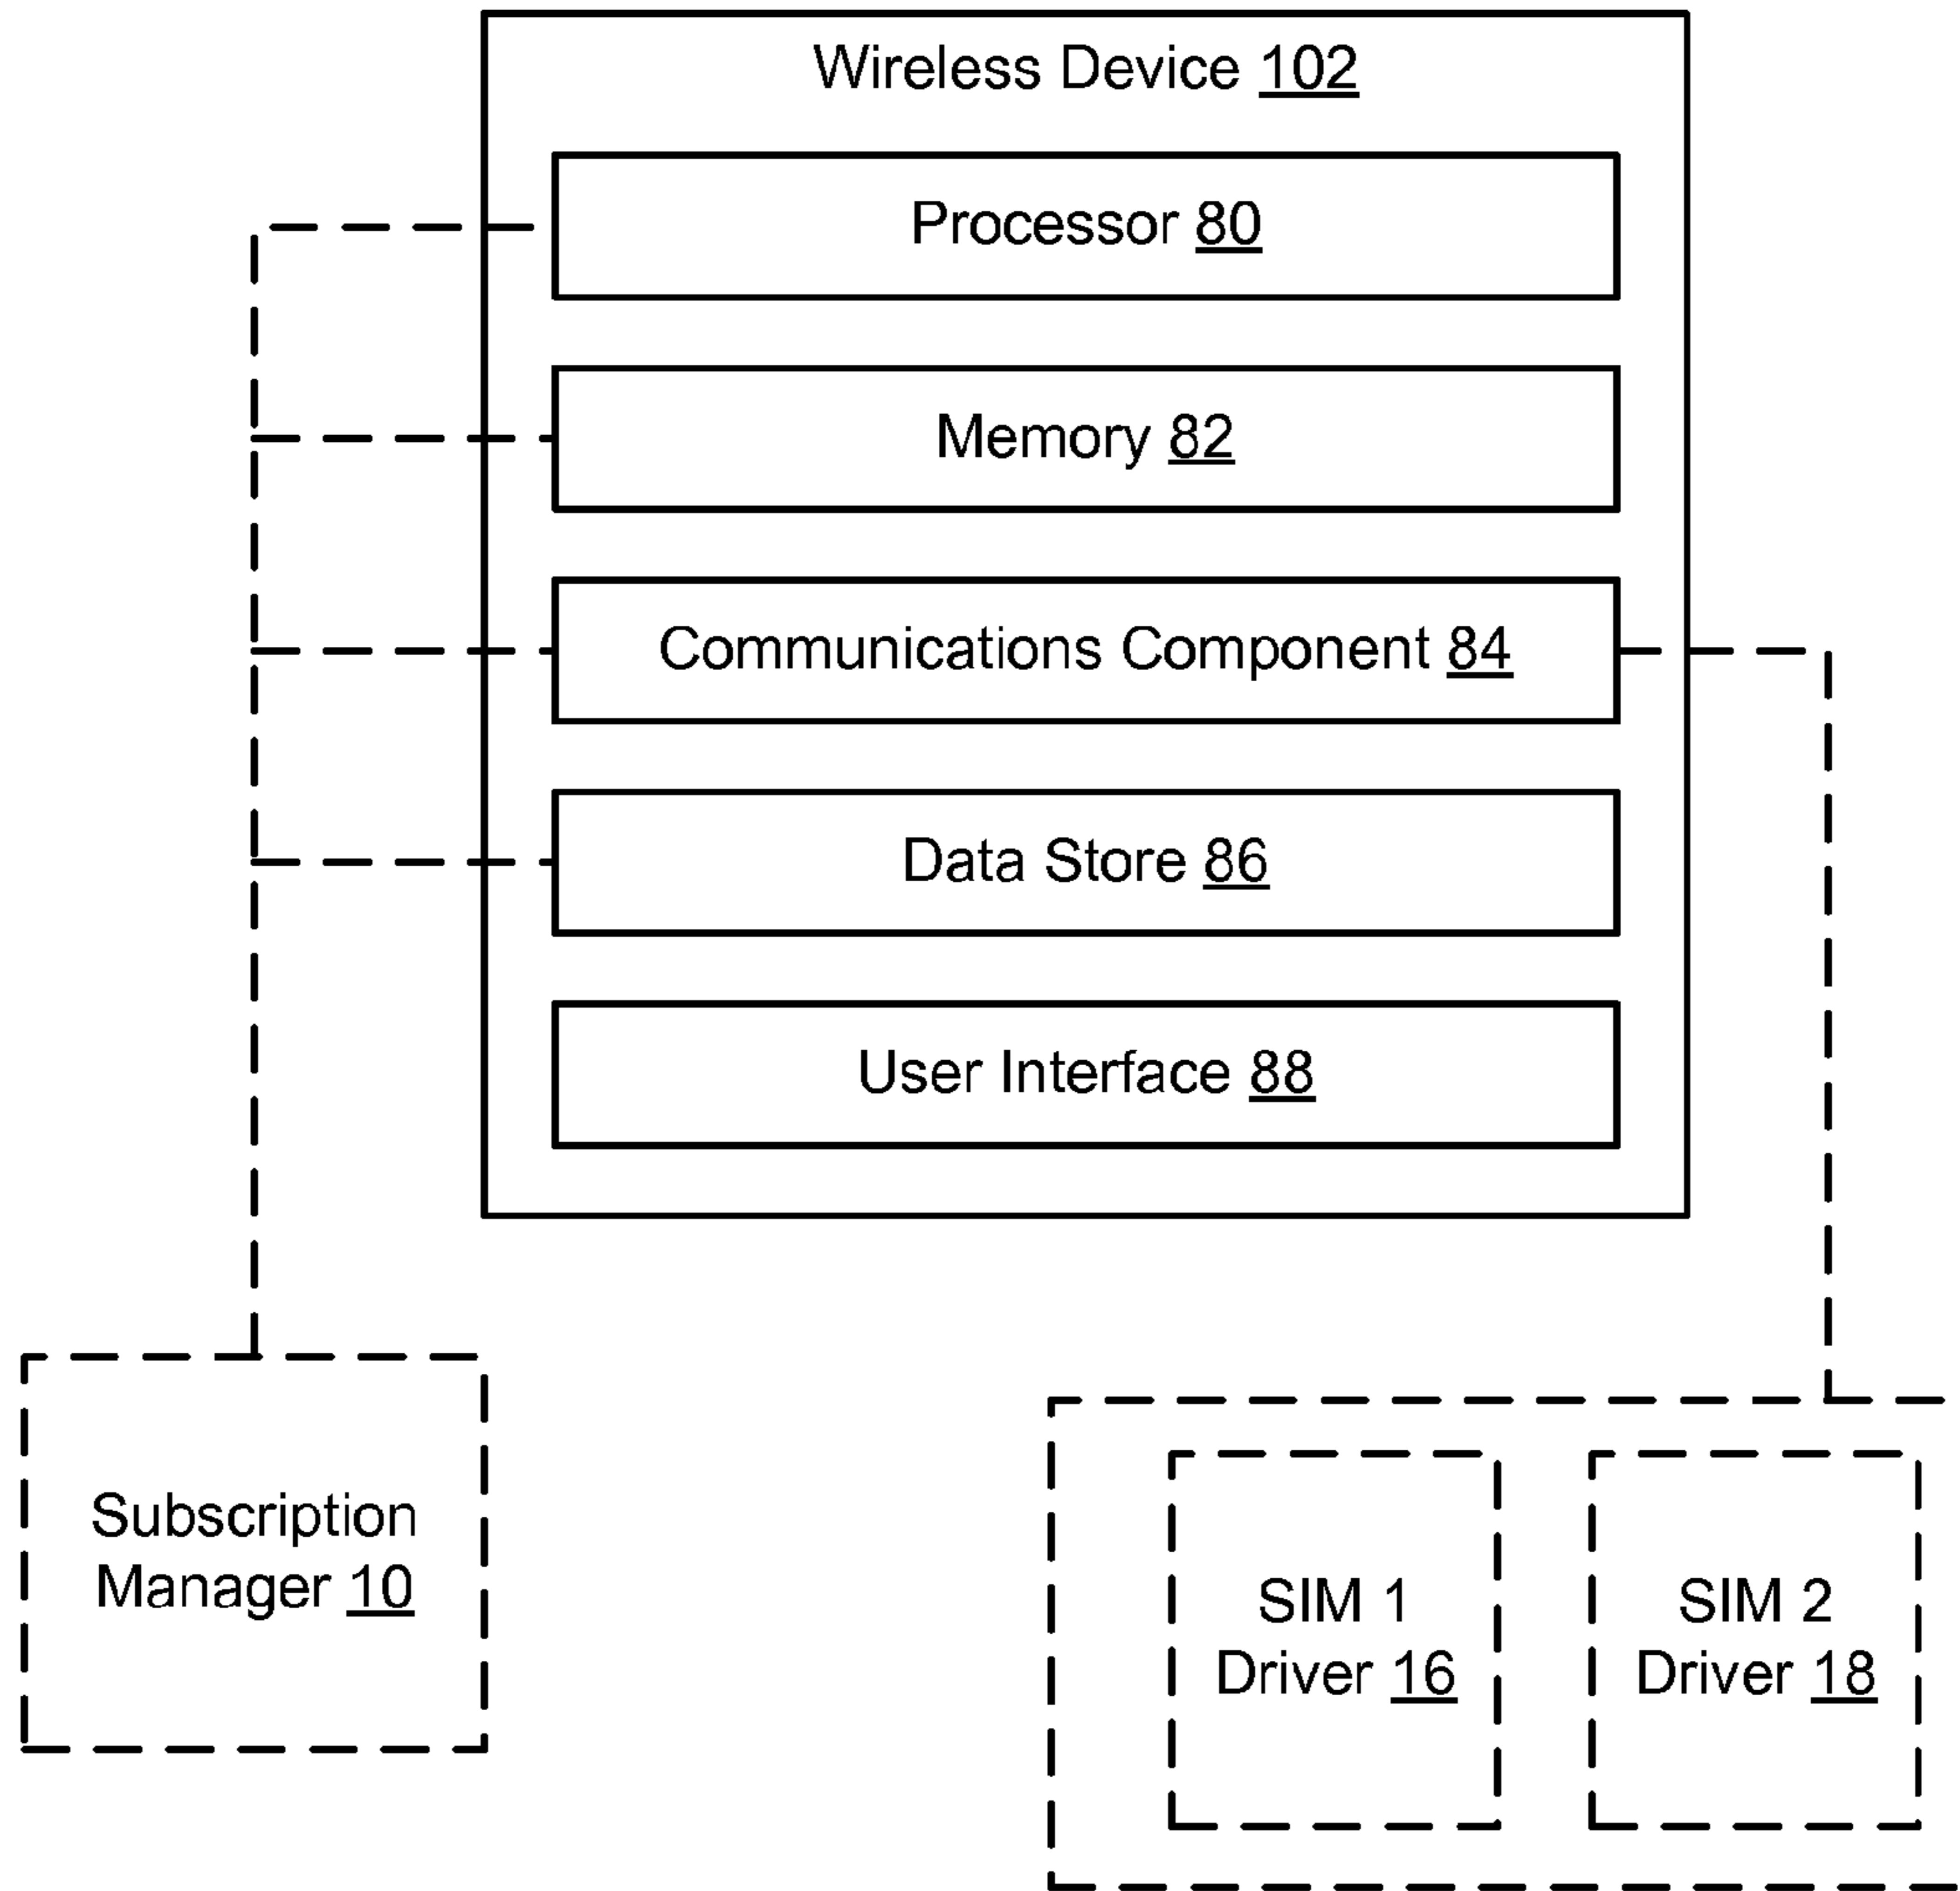 Wireless Device 102
Processor 80
Memory 82
Communications Component 84
Data Store 86
User Interface 88
Subscription
Manager 10
SIM 1
Driver 16
SIM 2
Driver 18